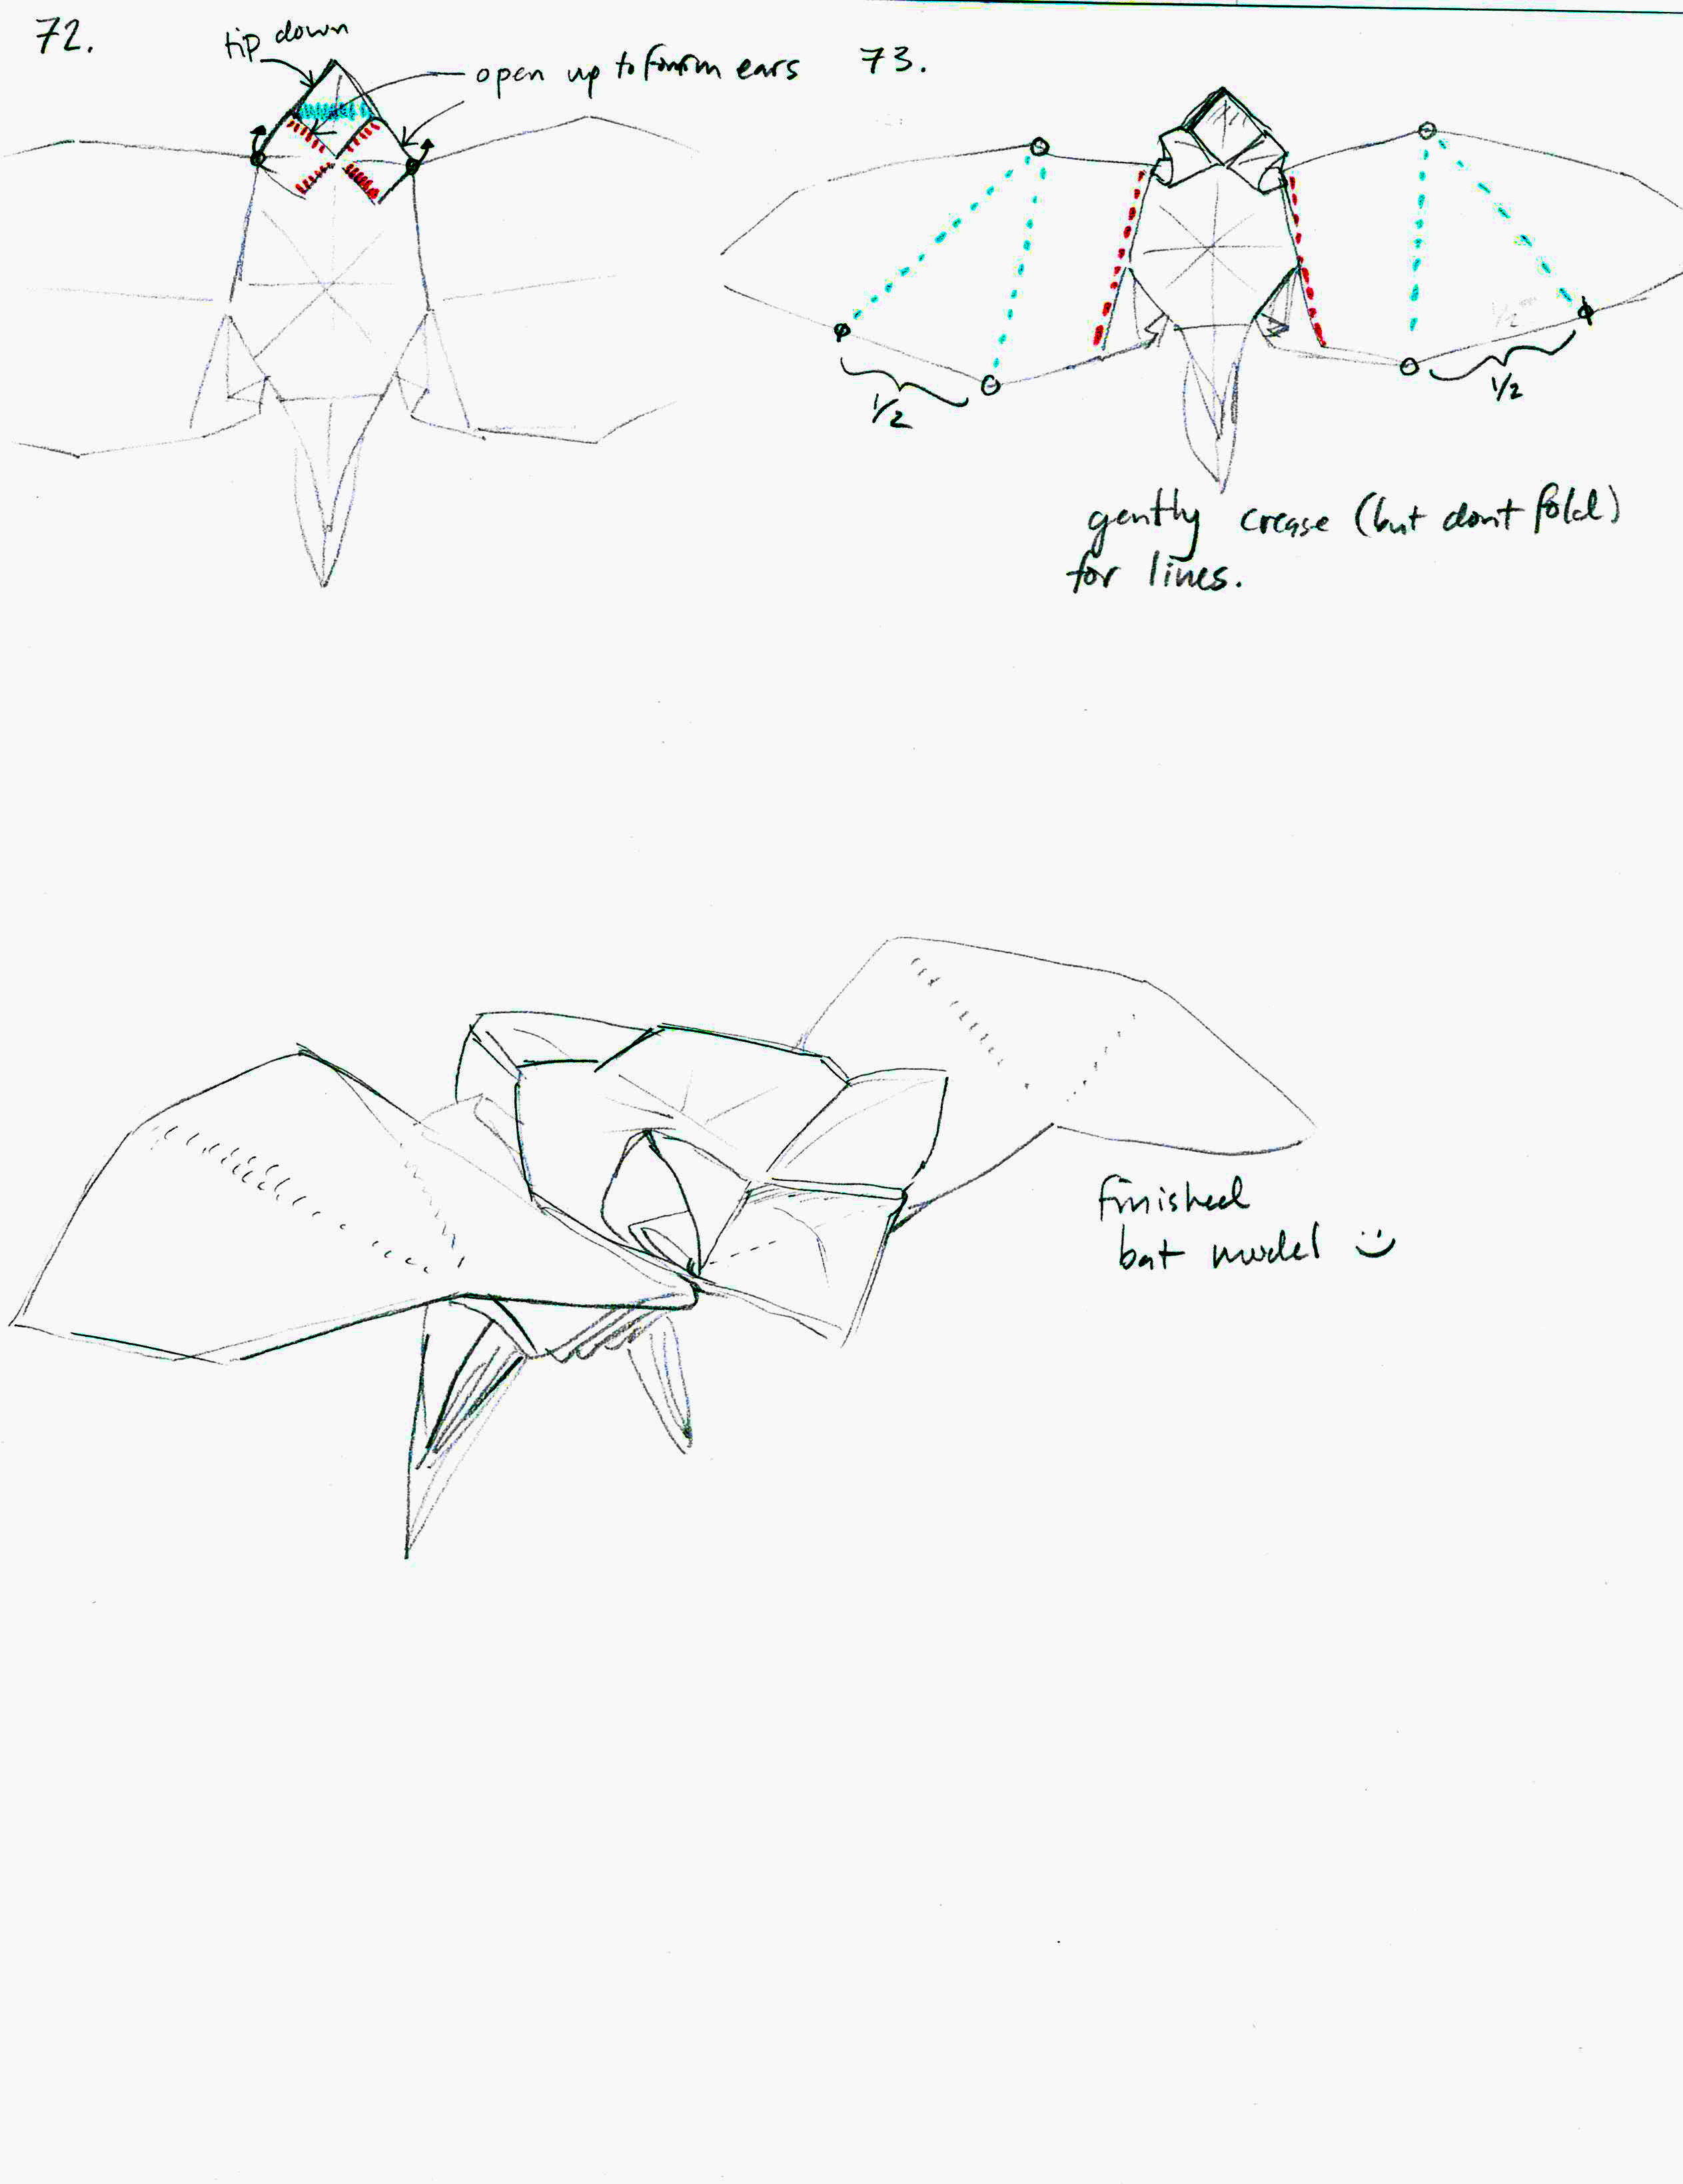 72.
tip down
open up to form ears
73.
1/2
1/2
1/2
gently crease (but dont fold)
for lines.
finished
bat model